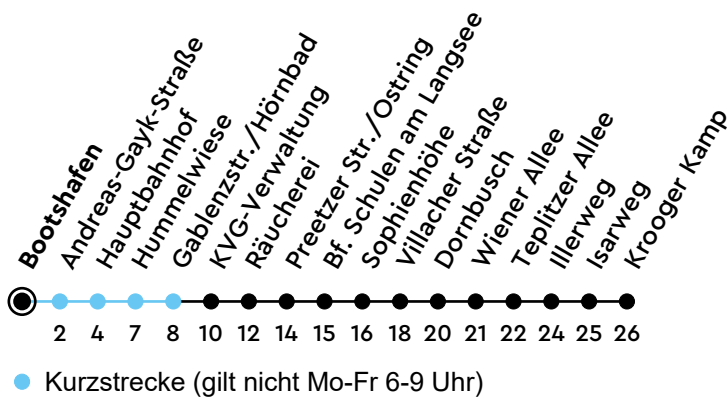 Bootshafen
Andreas-Gayk-Straße
Hauptbahnhof
Hummelwiese
Gablenzstr./Hörnbad
KVG-Verwaltung
Räucherei
Preetzer Str./Ostring
Bf. Schulen am Langsee
Sophienhöhe
Villacher Straße
Dornbusch
Wiener Allee
Teplitzer Allee
Illerweg
Isarweg
Krooger Kamp
2 4 7 8 10 12 14 15 16 18 20 21 22 24 25 26
Kurzstrecke (gilt nicht Mo-Fr 6-9 Uhr)